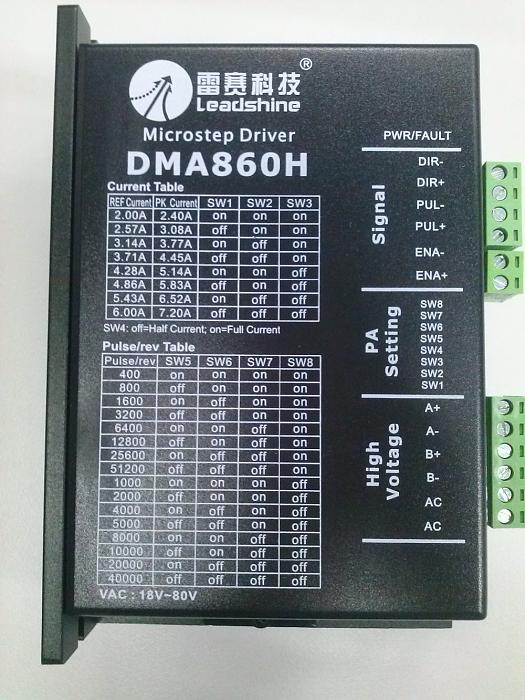 雷赛科技®
Leadshine
Microstep Driver
DMA860H
Current Table
REF Current PK Current SW1 SW2 SW3
2.00A 2.40A on on on
2.57A 3.08A off on on
3.14A 3.77A on off on
3.71A 4.45A off off on
4.28A 5.14A on on off
4.86A 5.83A off on off
5.43A 6.52A on off off
6.00A 7.20A off off off
SW4: off=Half Current; on=Full Current
Pulse/rev Table
Pulse/rev SW5 SW6 SW7 SW8
400 on on on on
800 off on on on
1600 on off on on
3200 off off on on
6400 on on off on
12800 off on off on
25600 on off off on
51200 off off off on
1000 on on on off
2000 off on on off
4000 on off on off
5000 off off on off
8000 on on off off
10000 off on off off
20000 on off off off
40000 off off off off
VAC : 18V~80V
PWR/FAULT
Signal
DIR-
DIR+
PUL-
PUL+
ENA-
ENA+
PA
Setting
SW8
SW7
SW6
SW5
SW4
SW3
SW2
SW1
High
Voltage
A+
A-
B+
B-
AC
AC